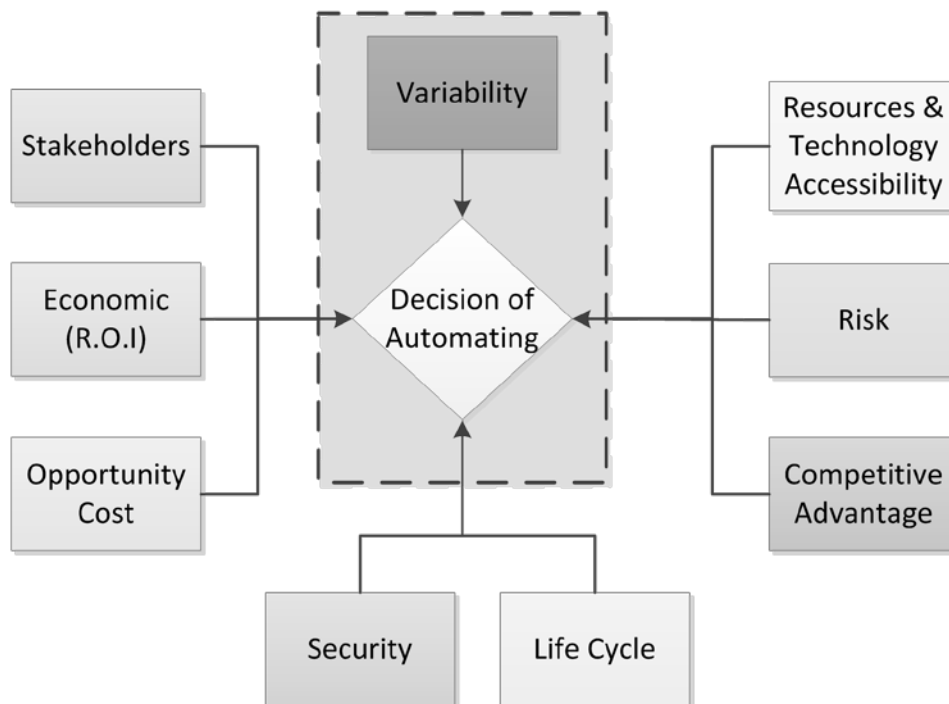 Variability
Stakeholders
Resources &
Technology
Accessibility
Economic
(R.O.I)
Decision of
Automating
Risk
Opportunity
Cost
Competitive
Advantage
Security
Life Cycle